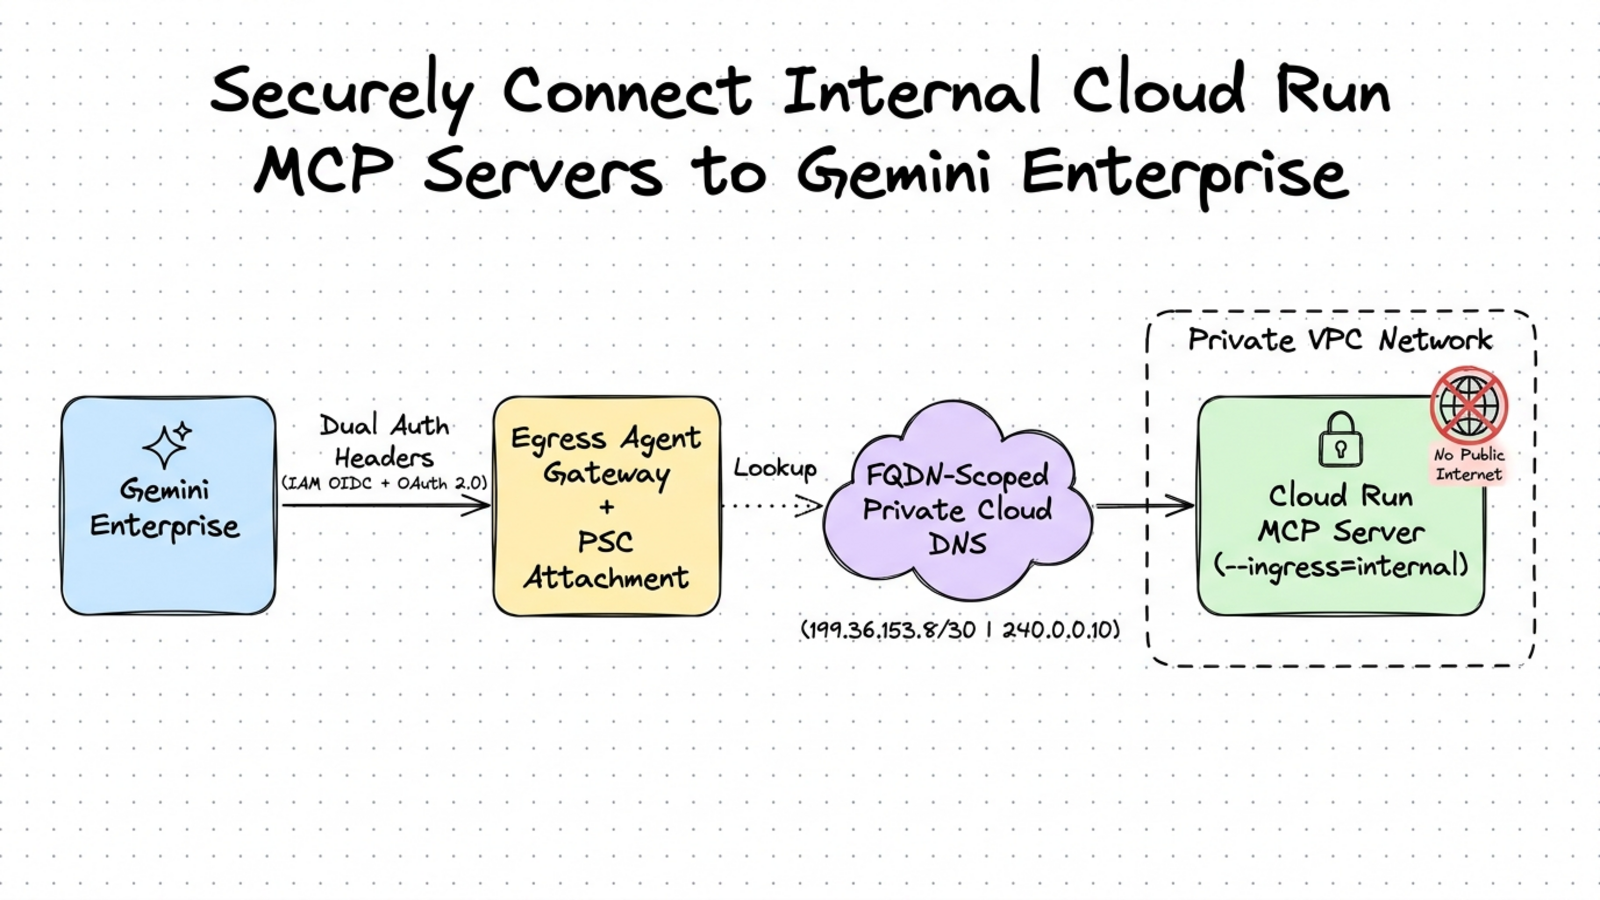 Securely Connect Internal Cloud Run
MCP Servers to Gemini Enterprise
Gemini
Enterprise
Dual Auth
Headers
(IAM OIDC + OAuth 2.0)
Egress Agent
Gateway
+
PSC
Attachment
Lookup
FQDN-Scoped
Private Cloud
DNS
(199.36.153.8/30 | 240.0.0.10)
Private VPC Network
No Public
Internet
Cloud Run
MCP Server
(--ingress=internal)